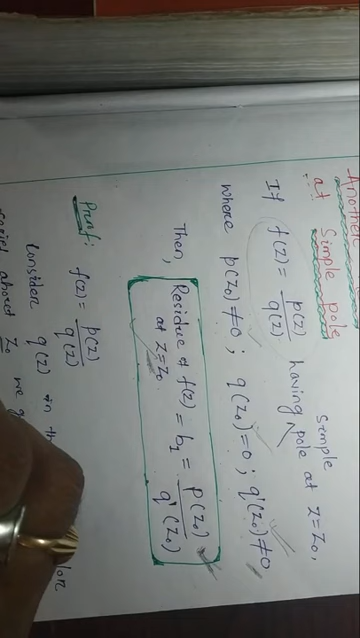 Another
at Simple pole
If f(z) = p(z)/q(z) having simple pole at z=z₀,
where p(z₀) ≠ 0 ; q(z₀) = 0 ; q'(z₀) ≠ 0
Then, Residue of f(z) = b₁ = p(z₀)/q'(z₀)
at z=z₀
Proof: f(z) = p(z)/q(z)
Consider q(z) in
about z₀ we